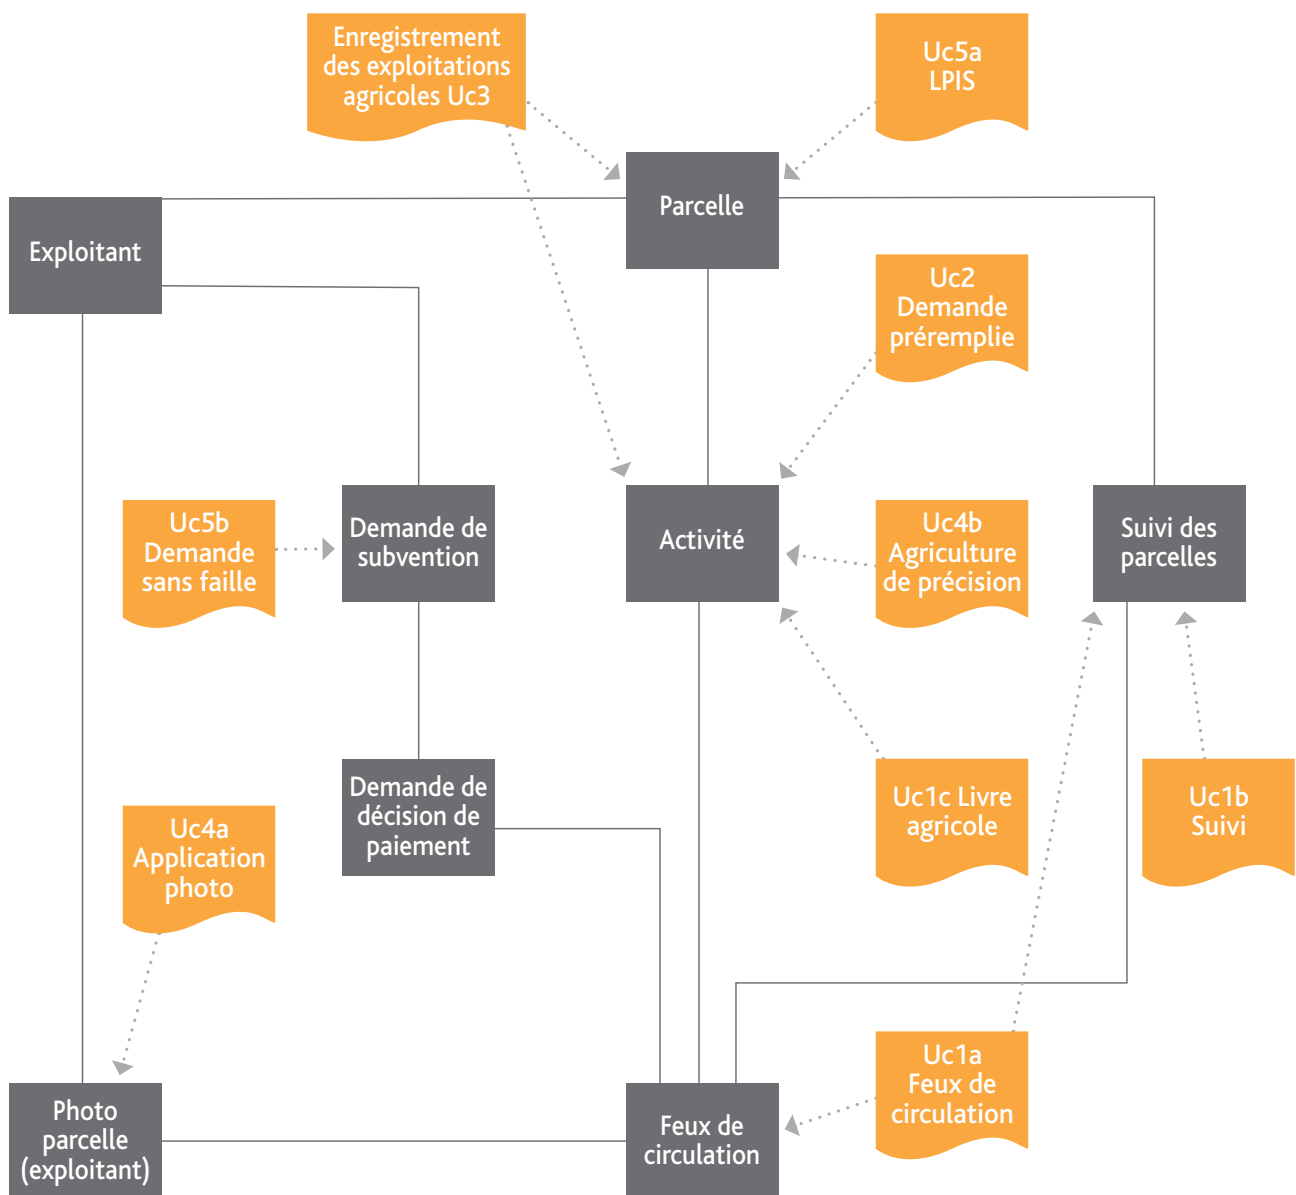 Enregistrement
des exploitations
agricoles Uc3
Uc5a
LPIS
Parcelle
Exploitant
Uc2
Demande
préremplie
Uc5b
Demande
sans faille
Demande de
subvention
Activité
Uc4b
Agriculture
de précision
Suivi des
parcelles
Uc4a
Application
photo
Demande de
décision de
paiement
Uc1c Livre
agricole
Uc1b
Suivi
Photo
parcelle
(exploitant)
Feux de
circulation
Uc1a
Feux de
circulation